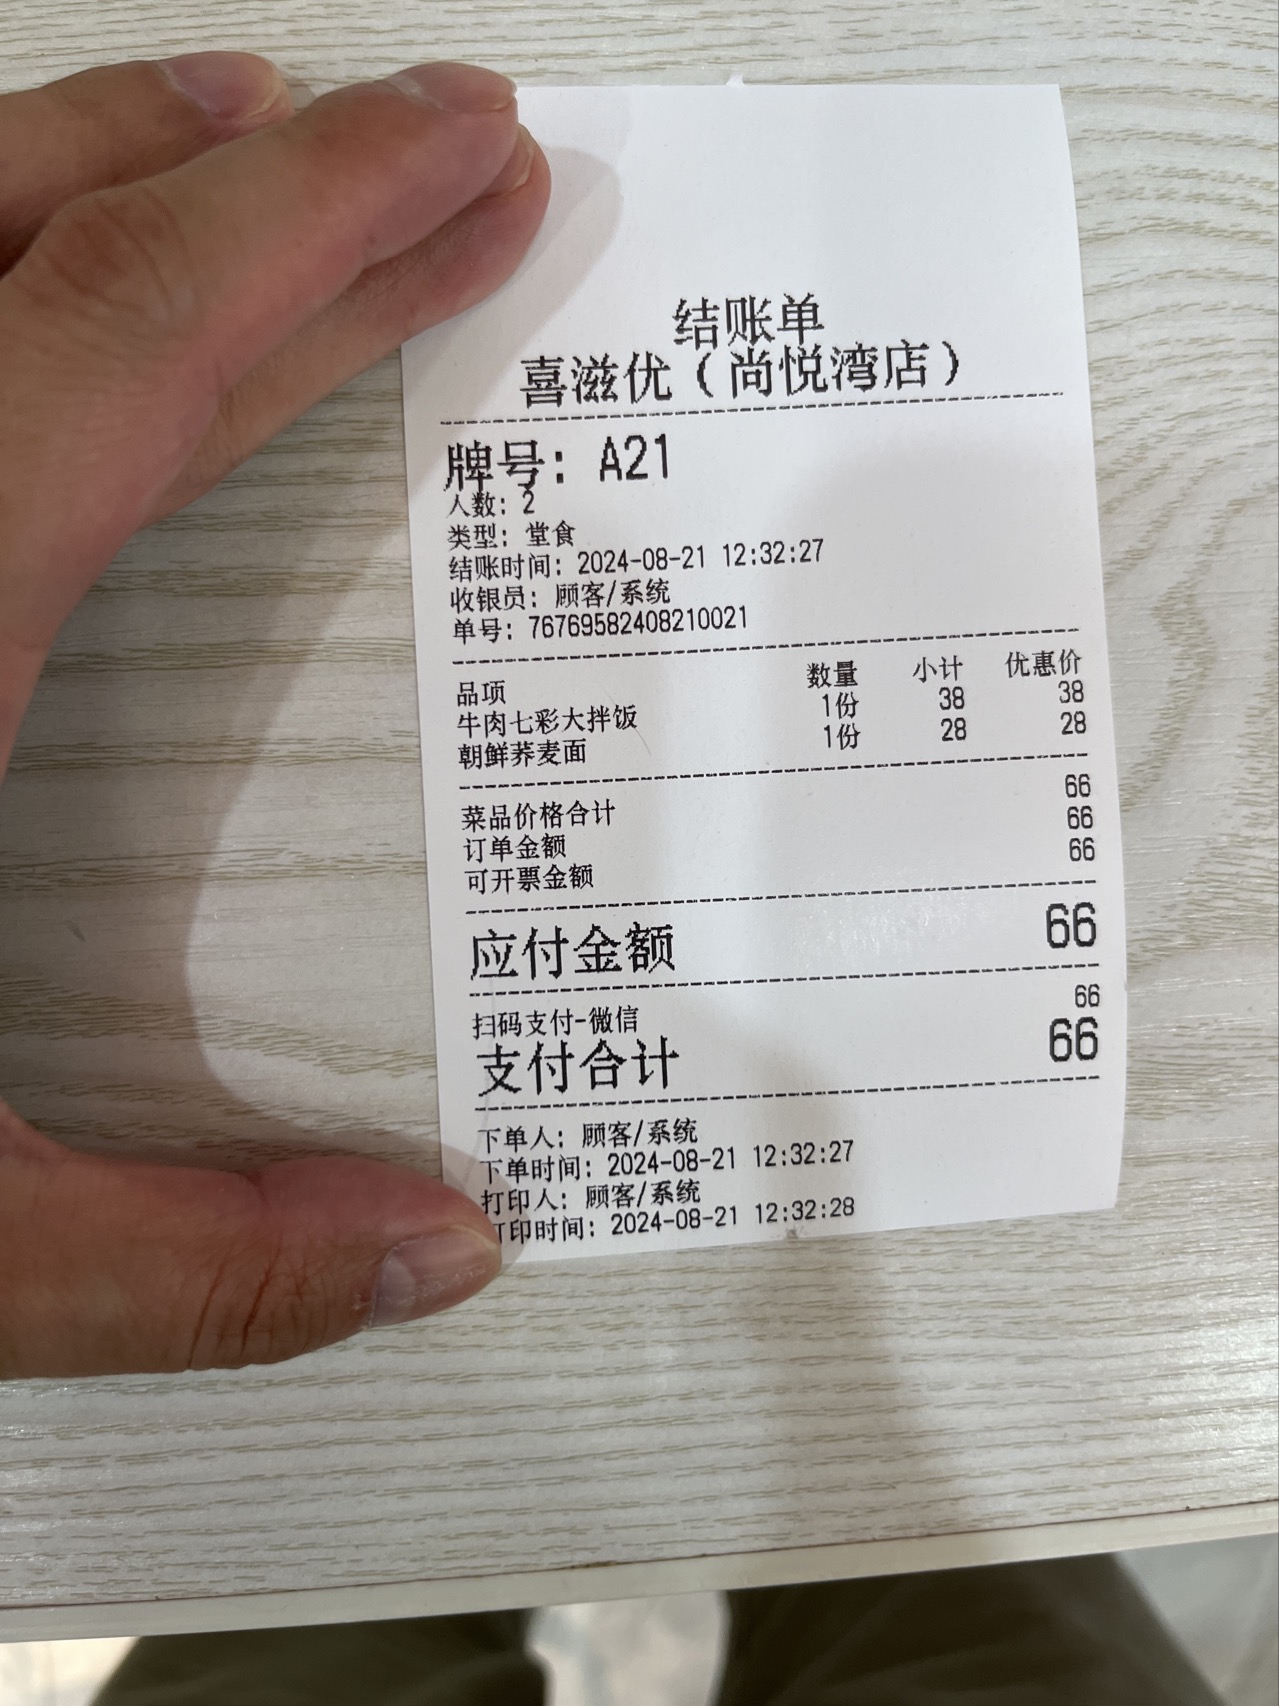 结账单
喜滋优（尚悦湾店）
牌号: A21
人数: 2
类型: 堂食
结账时间: 2024-08-21 12:32:27
收银员: 顾客/系统
单号: 76769582408210021
品项 数量 小计 优惠价
牛肉七彩大拌饭 1份 38 38
朝鲜荞麦面 1份 28 28
菜品价格合计 66
订单金额 66
可开票金额 66
应付金额 66
扫码支付-微信 66
支付合计 66
下单人: 顾客/系统
下单时间: 2024-08-21 12:32:27
打印人: 顾客/系统
打印时间: 2024-08-21 12:32:28